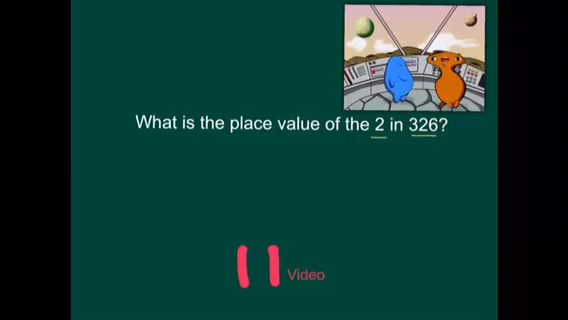 What is the place value of the 2 in 326?
Video